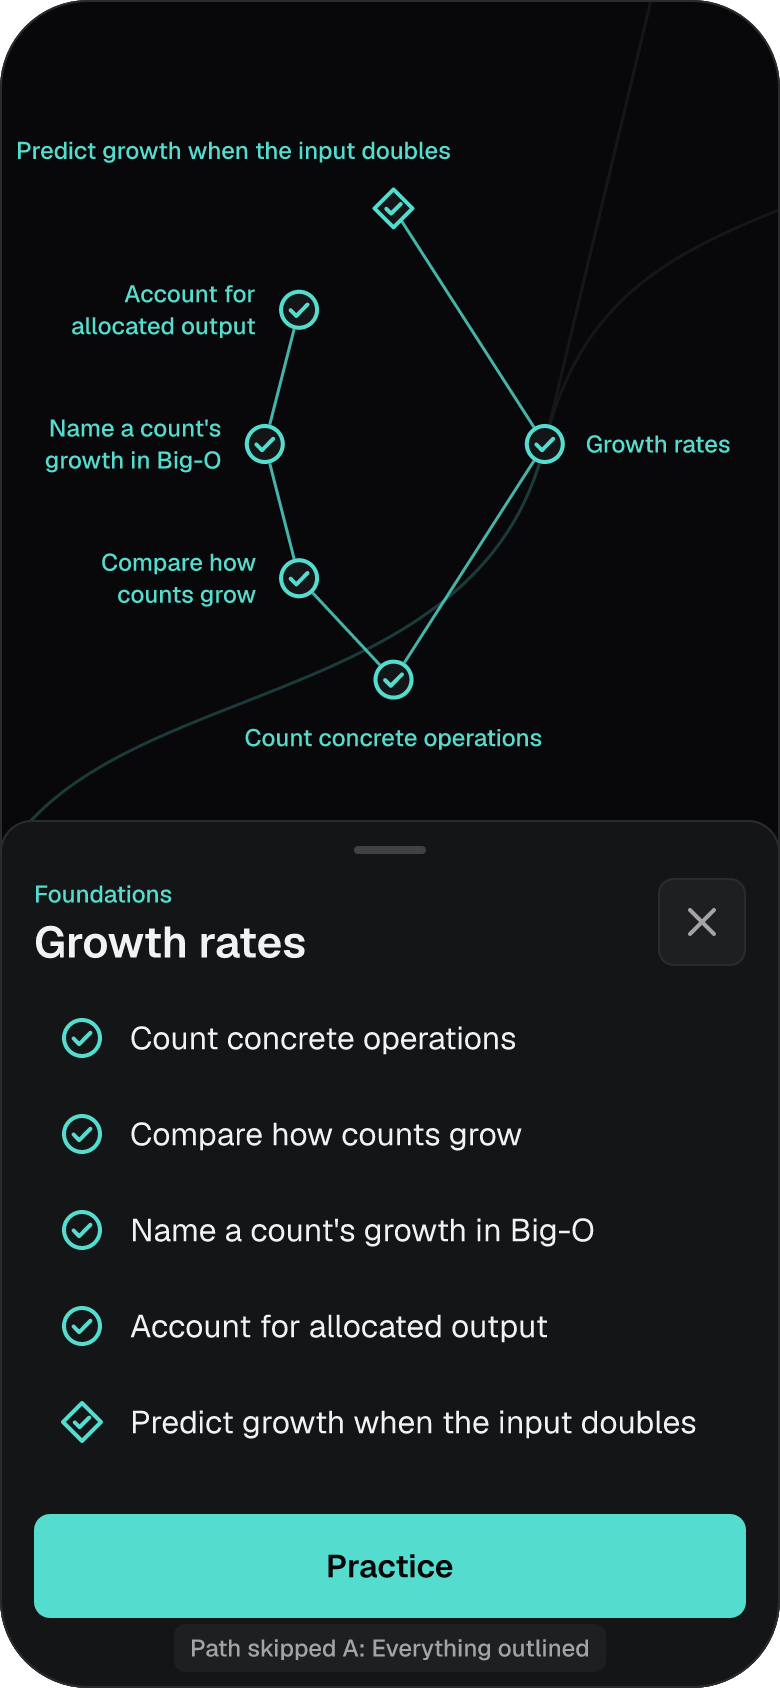 Predict growth when the input doubles
Account for
allocated output
Name a count's
growth in Big-O
Growth rates
Compare how
counts grow
Count concrete operations
Foundations
Growth rates
Count concrete operations
Compare how counts grow
Name a count's growth in Big-O
Account for allocated output
Predict growth when the input doubles
Practice
Path skipped A: Everything outlined